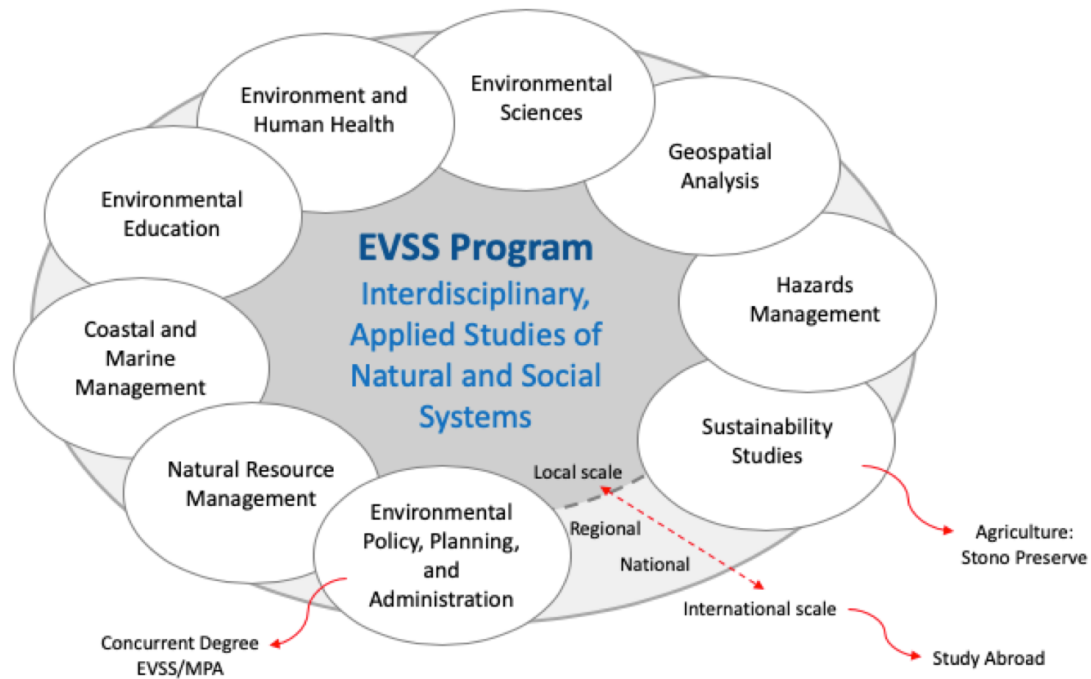 Environmental
Sciences
Environment and
Human Health
Geospatial
Analysis
Environmental
Education
EVSS Program
Interdisciplinary,
Applied Studies of
Natural and Social
Systems
Hazards
Management
Coastal and
Marine
Management
Sustainability
Studies
Natural Resource
Management
Local scale
Regional
National
International scale
Environmental
Policy, Planning,
and
Administration
Agriculture:
Stono Preserve
Concurrent Degree
EVSS/MPA
Study Abroad